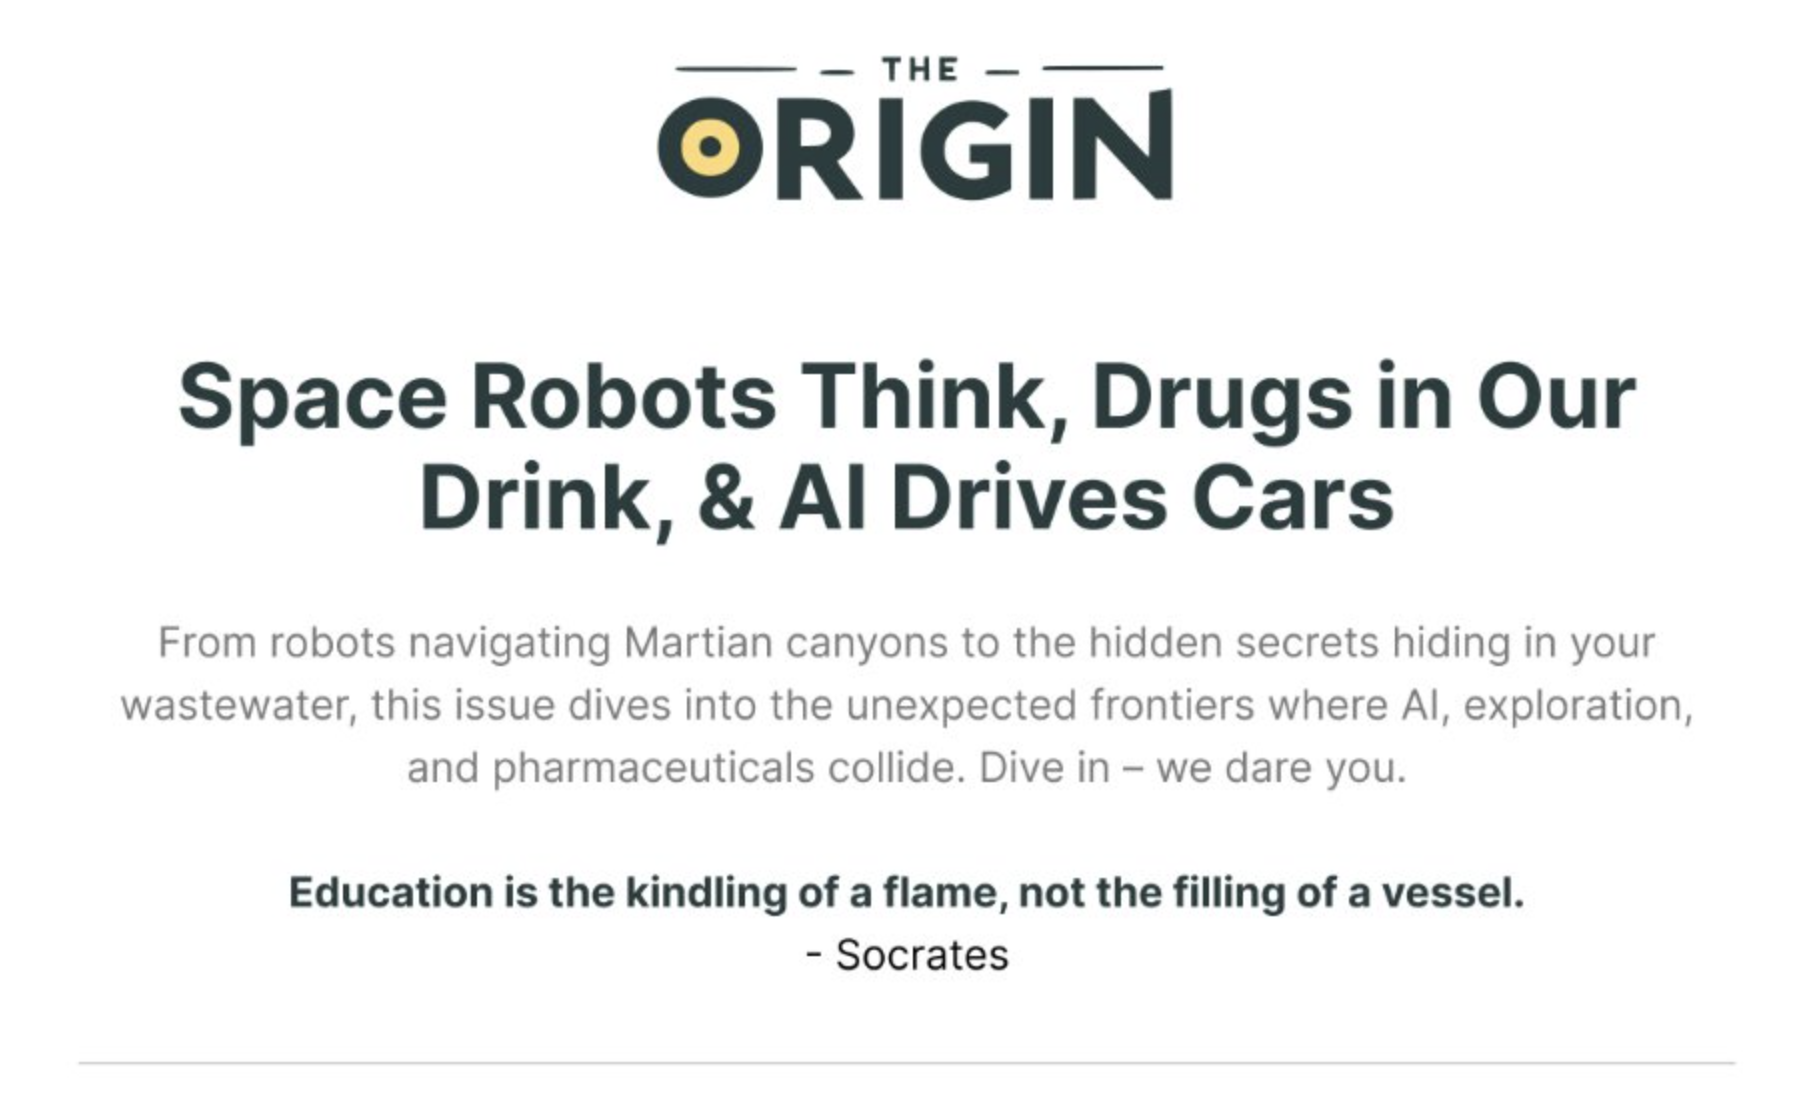 THE
ORIGIN
Space Robots Think, Drugs in Our
Drink, & AI Drives Cars
From robots navigating Martian canyons to the hidden secrets hiding in your
wastewater, this issue dives into the unexpected frontiers where AI, exploration,
and pharmaceuticals collide. Dive in – we dare you.
Education is the kindling of a flame, not the filling of a vessel.
- Socrates